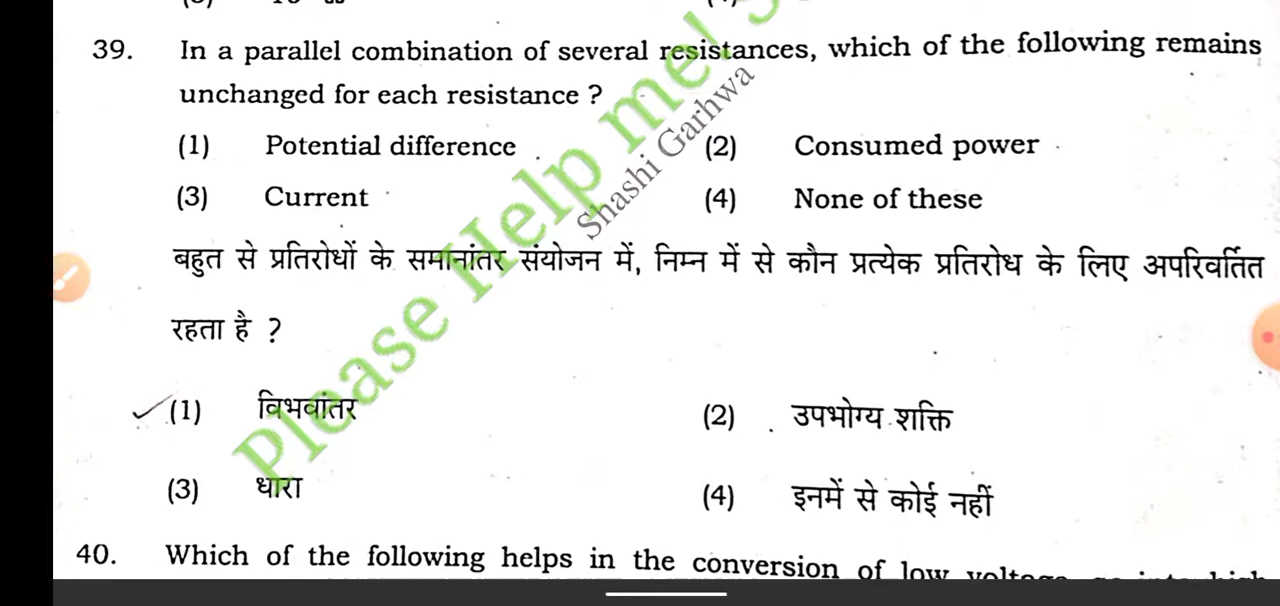 39. In a parallel combination of several resistances, which of the following remains
unchanged for each resistance ?
(1) Potential difference (2) Consumed power
(3) Current (4) None of these
Please Help me!
Shashi Garhwa
बहुत से प्रतिरोधों के समानांतर संयोजन में, निम्न में से कौन प्रत्येक प्रतिरोध के लिए अपरिवर्तित
रहता है ?
(1) विभवांतर (2) उपभोग्य शक्ति
(3) धारा (4) इनमें से कोई नहीं
40. Which of the following helps in the conversion of low